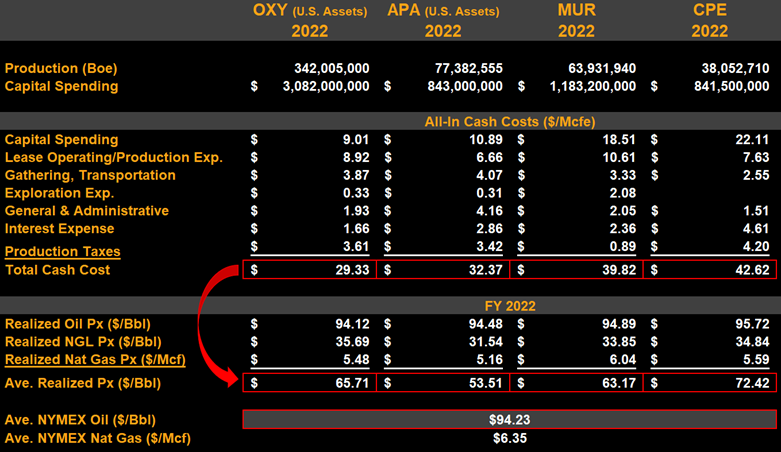 OXY (U.S. Assets) APA (U.S. Assets) MUR CPE
2022 2022 2022 2022
Production (Boe) 342,005,000 77,382,555 63,931,940 38,052,710
Capital Spending $ 3,082,000,000 $ 843,000,000 $ 1,183,200,000 $ 841,500,000
All-In Cash Costs ($/Mcfe)
Capital Spending $ 9.01 $ 10.89 $ 18.51 $ 22.11
Lease Operating/Production Exp. $ 8.92 $ 6.66 $ 10.61 $ 7.63
Gathering, Transportation $ 3.87 $ 4.07 $ 3.33 $ 2.55
Exploration Exp. $ 0.33 $ 0.31 $ 2.08
General & Administrative $ 1.93 $ 4.16 $ 2.05 $ 1.51
Interest Expense $ 1.66 $ 2.86 $ 2.36 $ 4.61
Production Taxes $ 3.61 $ 3.42 $ 0.89 $ 4.20
Total Cash Cost $ 29.33 $ 32.37 $ 39.82 $ 42.62
FY 2022
Realized Oil Px ($/Bbl) $ 94.12 $ 94.48 $ 94.89 $ 95.72
Realized NGL Px ($/Bbl) $ 35.69 $ 31.54 $ 33.85 $ 34.84
Realized Nat Gas Px ($/Mcf) $ 5.48 $ 5.16 $ 6.04 $ 5.59
Ave. Realized Px ($/Bbl) $ 65.71 $ 53.51 $ 63.17 $ 72.42
Ave. NYMEX Oil ($/Bbl) $94.23
Ave. NYMEX Nat Gas ($/Mcf) $6.35